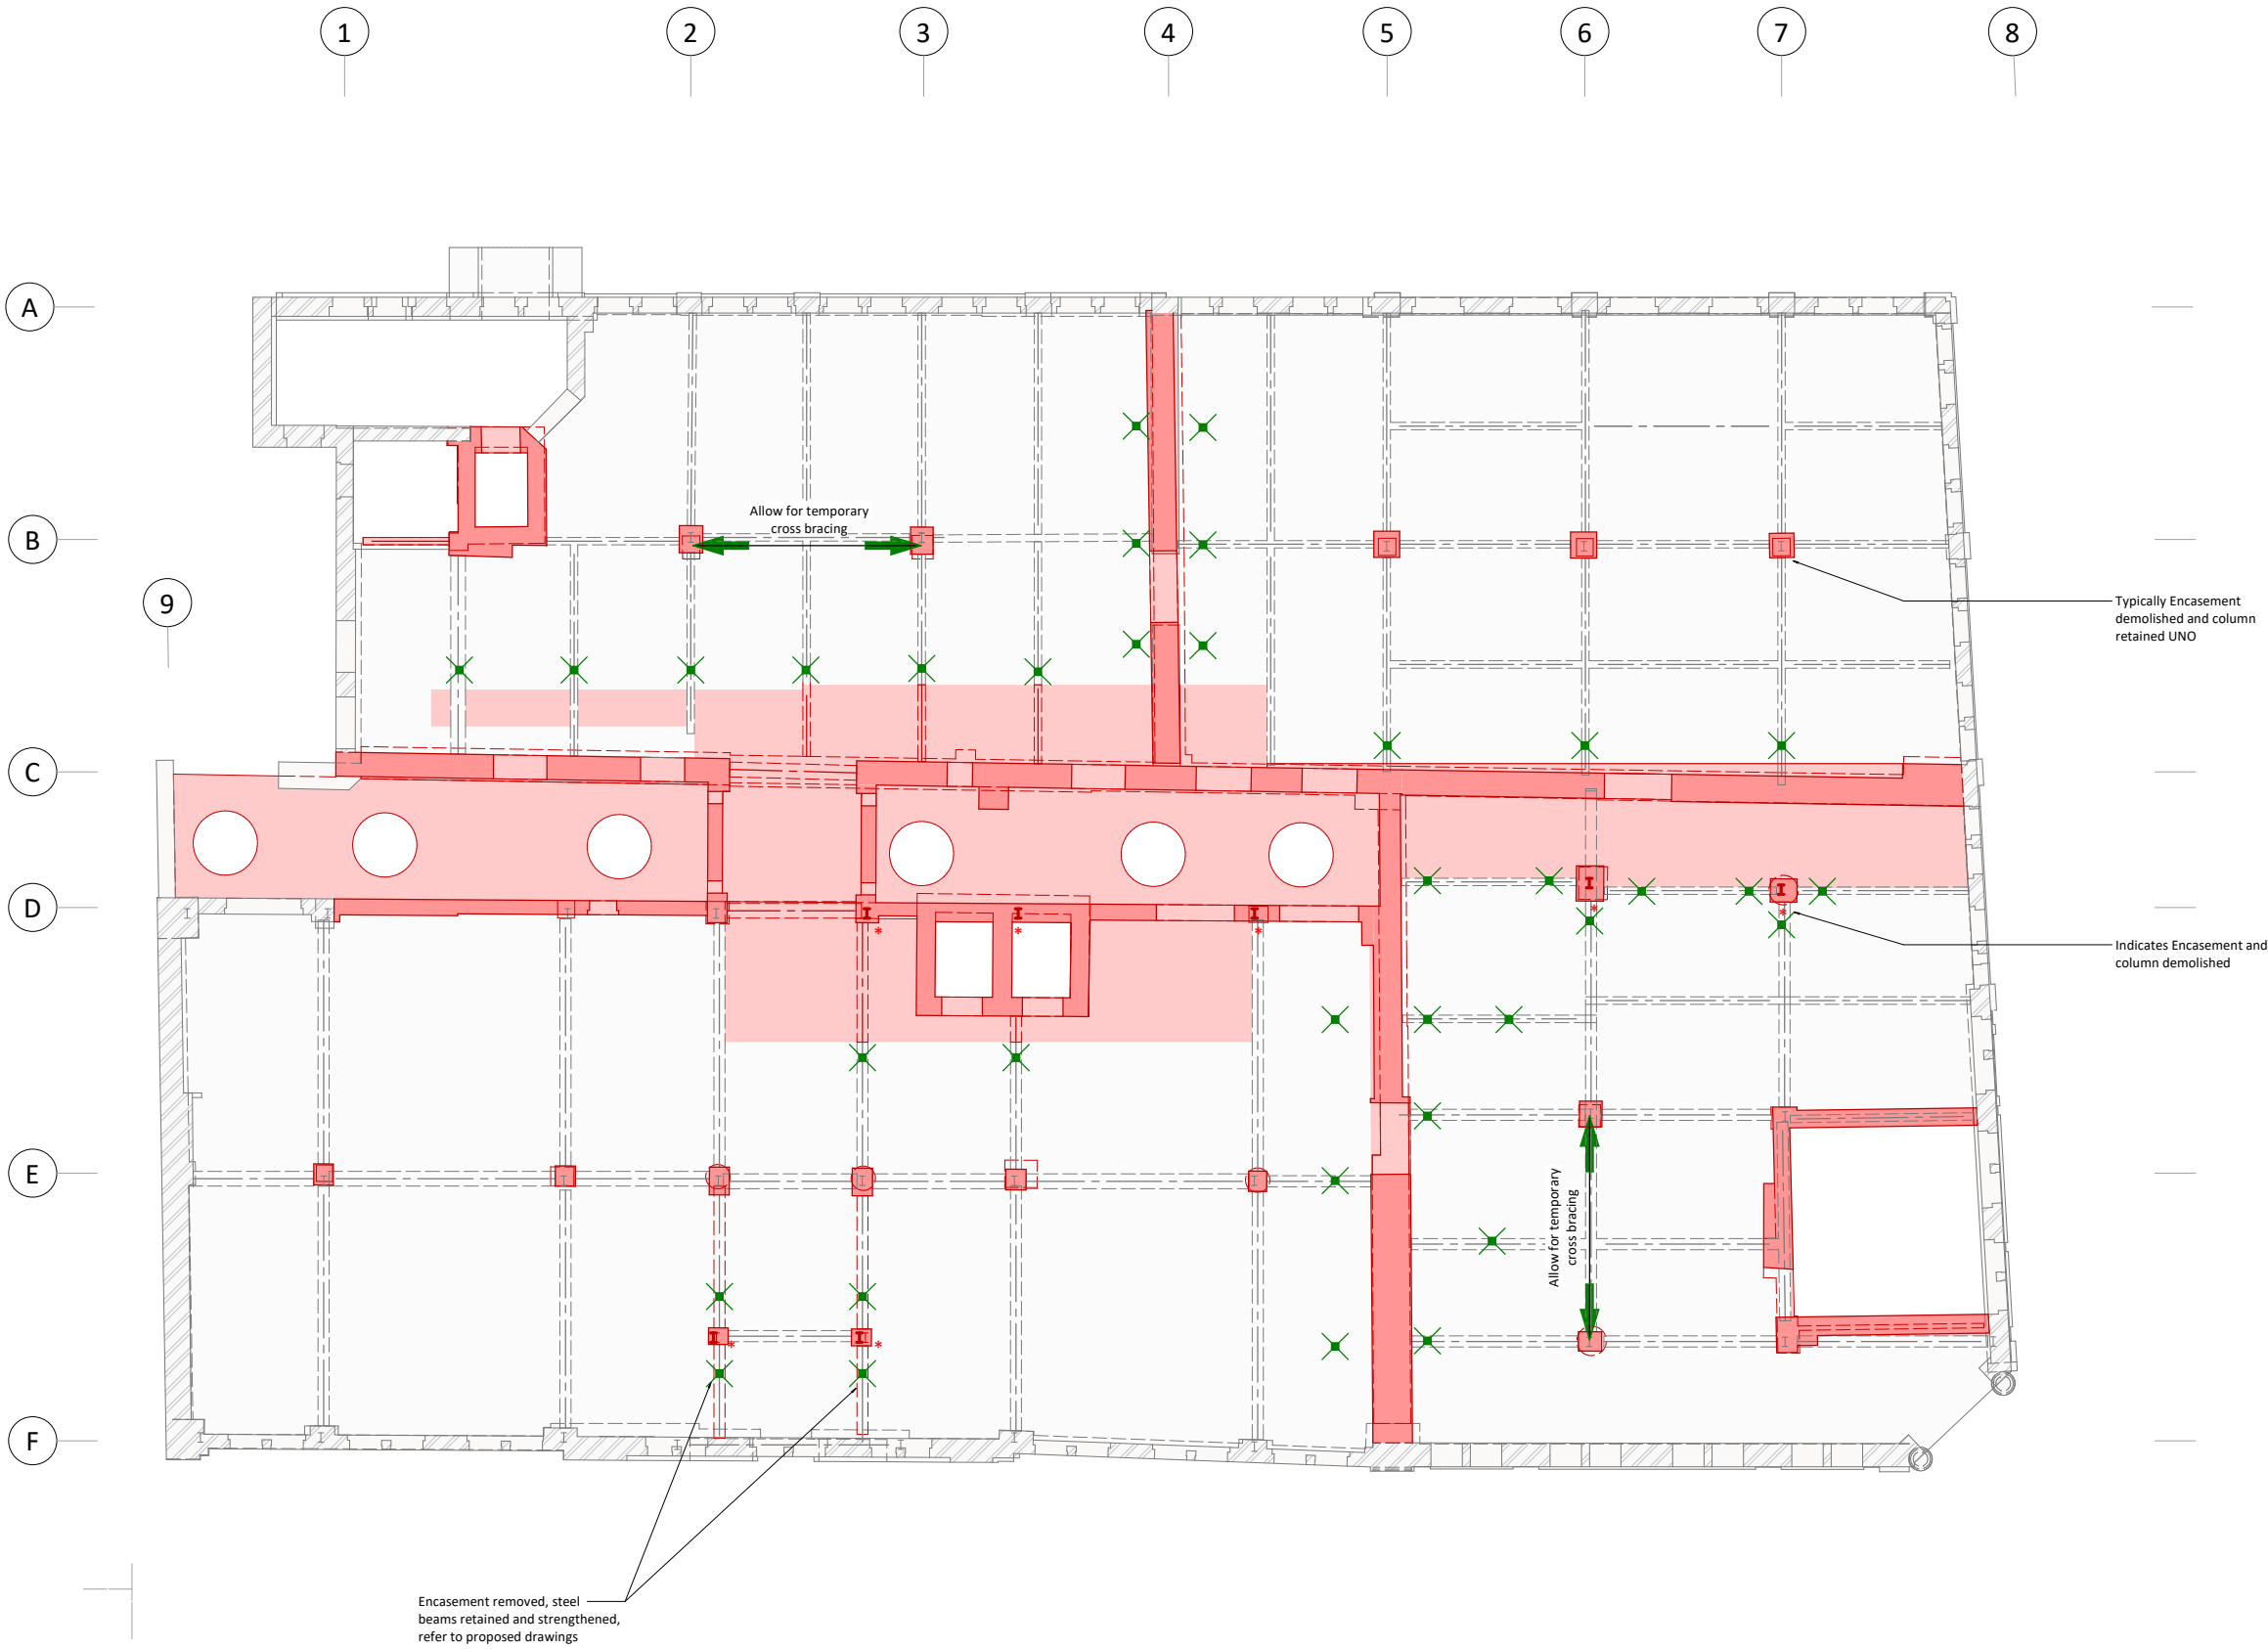 1
2
3
4
5
6
7
8
A
B
9
C
D
E
F
Allow for temporary
cross bracing
Typically Encasement
demolished and column
retained UNO
*
*
*
*
*
Indicates Encasement and
column demolished
Allow for temporary
cross bracing
*
*
Encasement removed, steel
beams retained and strengthened,
refer to proposed drawings